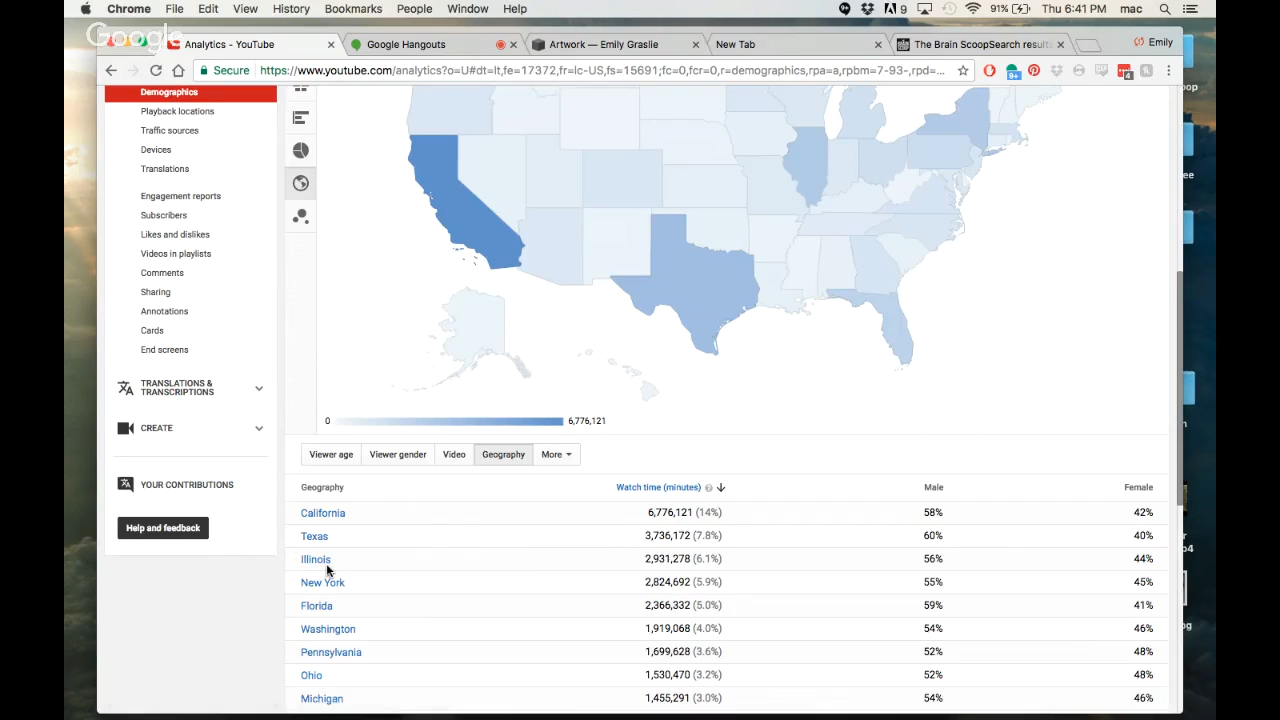 Chrome File Edit View History Bookmarks People Window Help 9 91% Thu 6:41 PM mac
Google
Analytics - YouTube Google Hangouts Artwork — Emily Graslie New Tab The Brain ScoopSearch results Emily
Secure https://www.youtube.com/analytics?o=U#dt=lt,fe=17372,fr=lc-US,fs=15691;fc=0,fcr=0,r=demographics,rpa=a,rpbm=7-93-,rpd=... 9+ 4
Demographics
Playback locations
Traffic sources
Devices
Translations
Engagement reports
Subscribers
Likes and dislikes
Videos in playlists
Comments
Sharing
Annotations
Cards
End screens
TRANSLATIONS &
TRANSCRIPTIONS
CREATE
YOUR CONTRIBUTIONS
Help and feedback
0 6,776,121
Viewer age Viewer gender Video Geography More
Geography Watch time (minutes) ? Male Female
California 6,776,121 (14%) 58% 42%
Texas 3,736,172 (7.8%) 60% 40%
Illinois 2,931,278 (6.1%) 56% 44%
New York 2,824,692 (5.9%) 55% 45%
Florida 2,366,332 (5.0%) 59% 41%
Washington 1,919,068 (4.0%) 54% 46%
Pennsylvania 1,699,628 (3.6%) 52% 48%
Ohio 1,530,470 (3.2%) 52% 48%
Michigan 1,455,291 (3.0%) 54% 46%